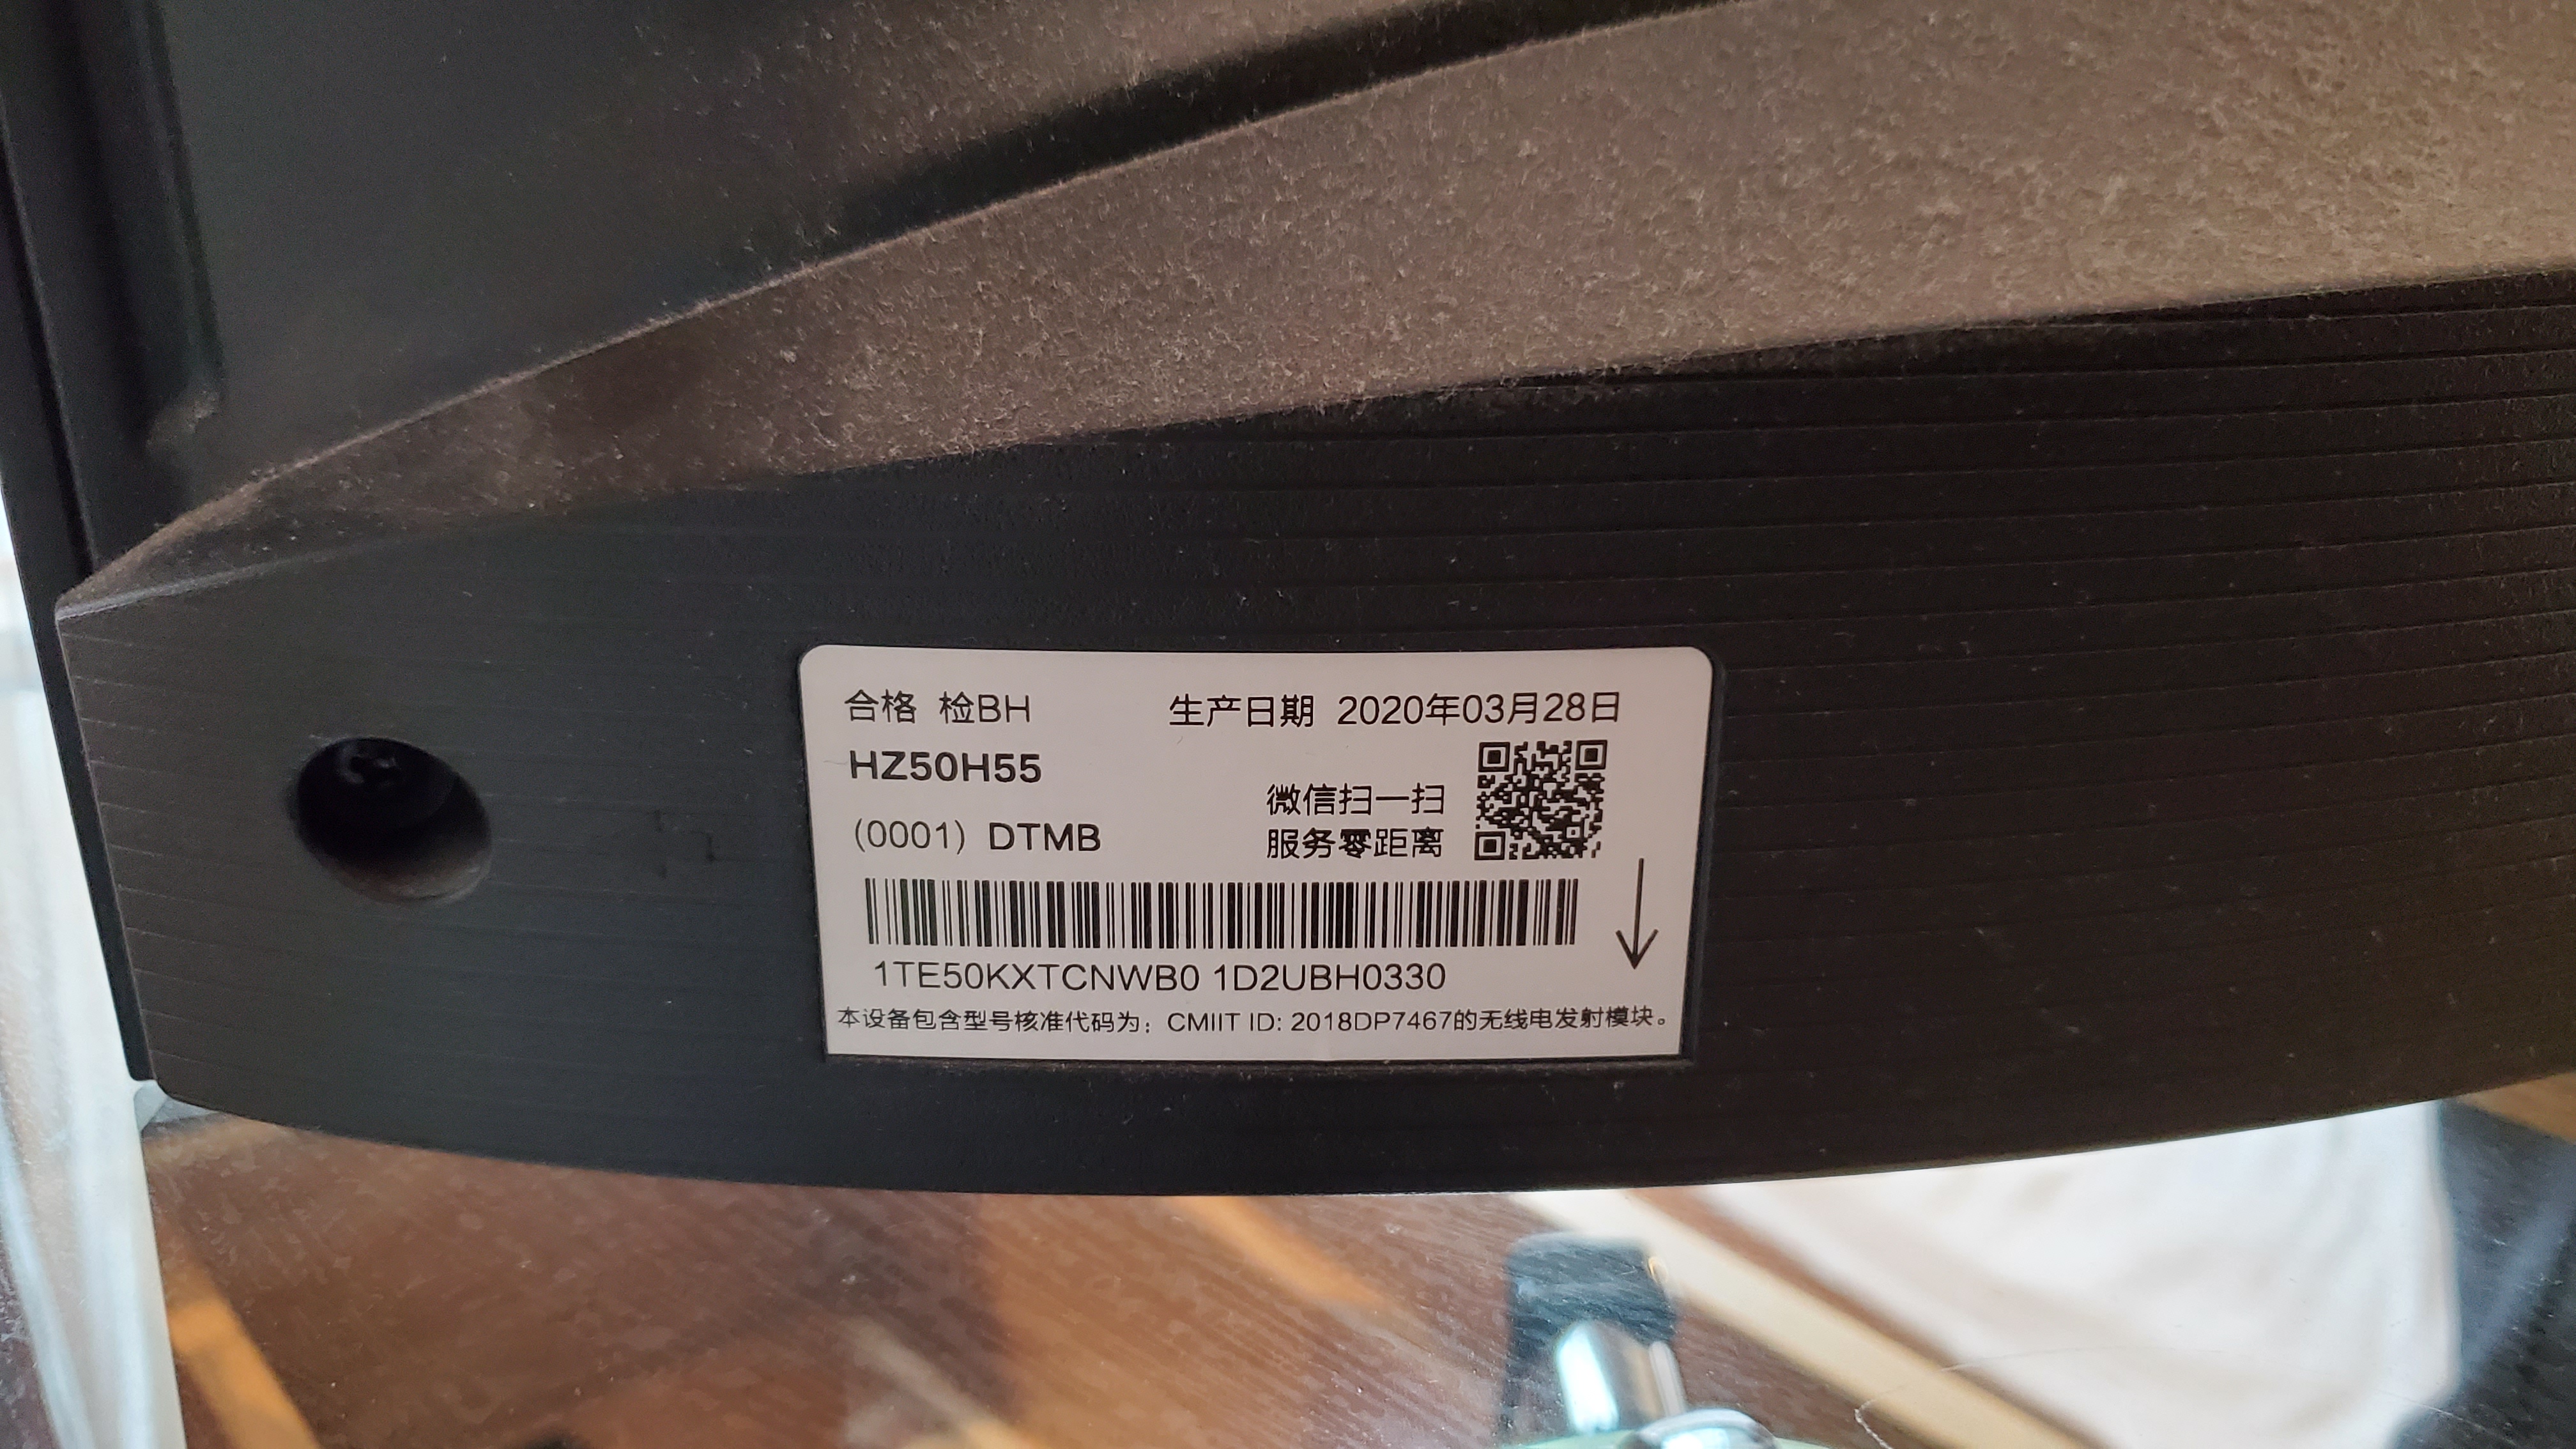 合格 检BH 生产日期 2020年03月28日
HZ50H55
微信扫一扫
(0001) DTMB 服务零距离
1TE50KXTCNWB0 1D2UBH0330
本设备包含型号核准代码为：CMIIT ID: 2018DP7467的无线电发射模块。